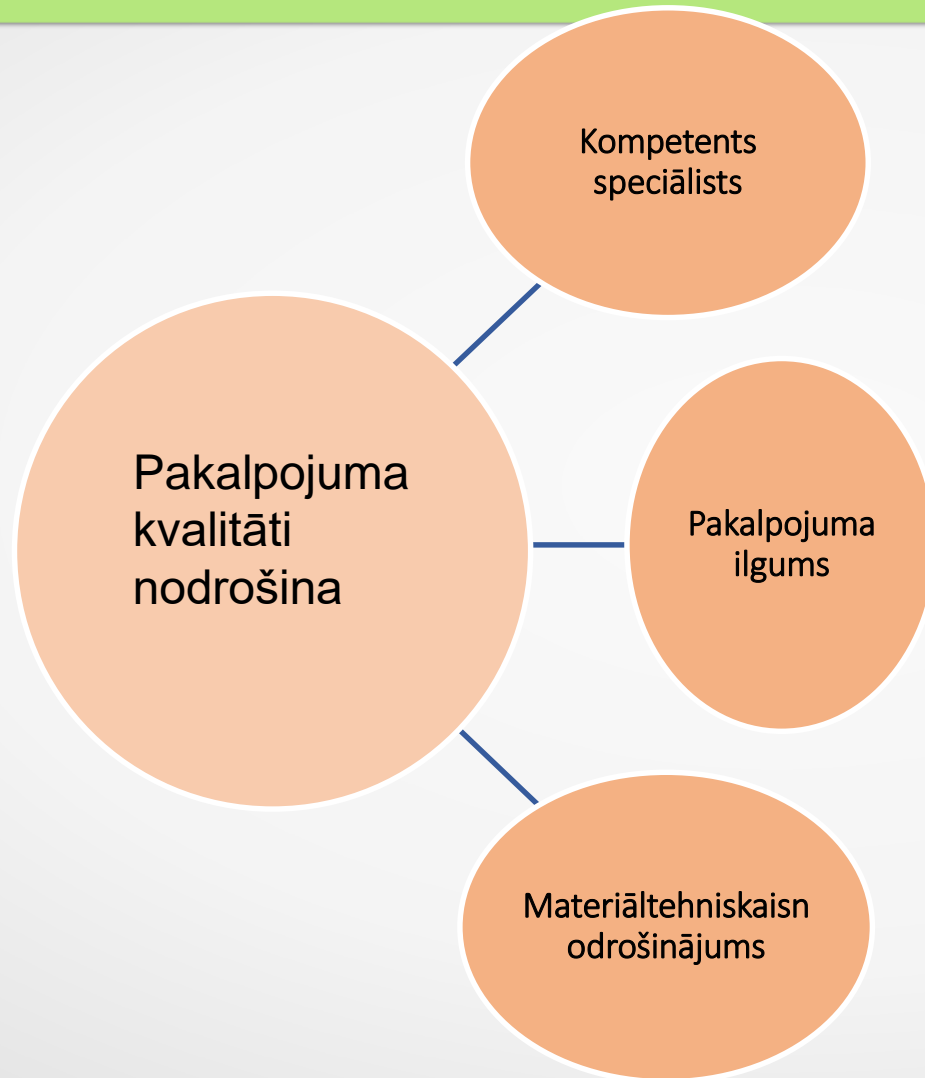 Kompetents
speciālists
Pakalpojuma
kvalitāti
nodrošina
Pakalpojuma
ilgums
Materiāltehniskaisn
odrošinājums